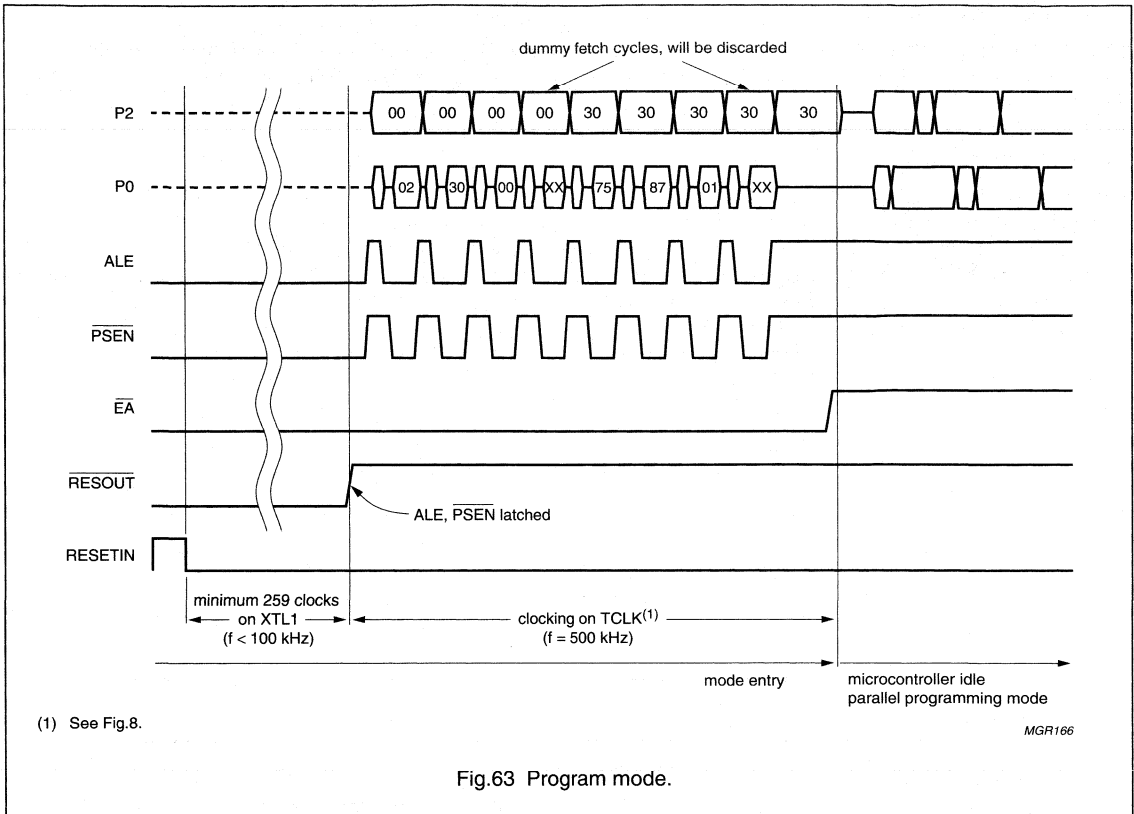 dummy fetch cycles, will be discarded
P2 00 00 00 00 30 30 30 30 30
P0 02 30 00 XX 75 87 01 XX
ALE
PSEN
EA
RESOUT
ALE, PSEN latched
RESETIN
minimum 259 clocks
on XTL1
(f < 100 kHz)
clocking on TCLK(1)
(f = 500 kHz)
mode entry
microcontroller idle
parallel programming mode
(1) See Fig.8.
MGR166
Fig.63 Program mode.